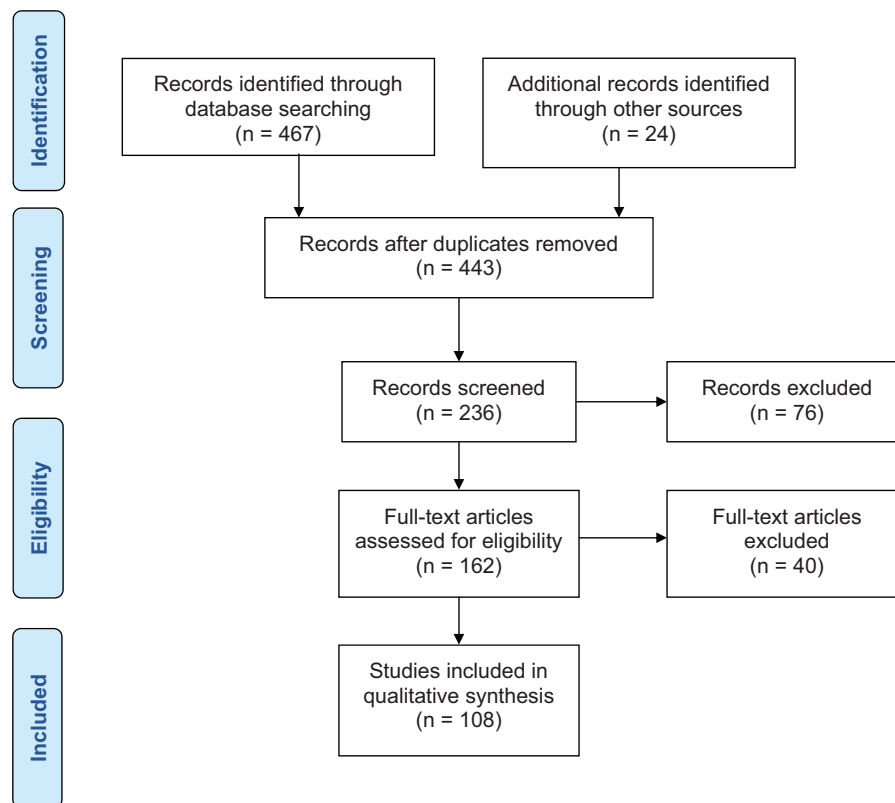 Identification
Records identified through
database searching
(n = 467)
Additional records identified
through other sources
(n = 24)
Screening
Records after duplicates removed
(n = 443)
Records screened
(n = 236)
Records excluded
(n = 76)
Eligibility
Full-text articles
assessed for eligibility
(n = 162)
Full-text articles
excluded
(n = 40)
Included
Studies included in
qualitative synthesis
(n = 108)